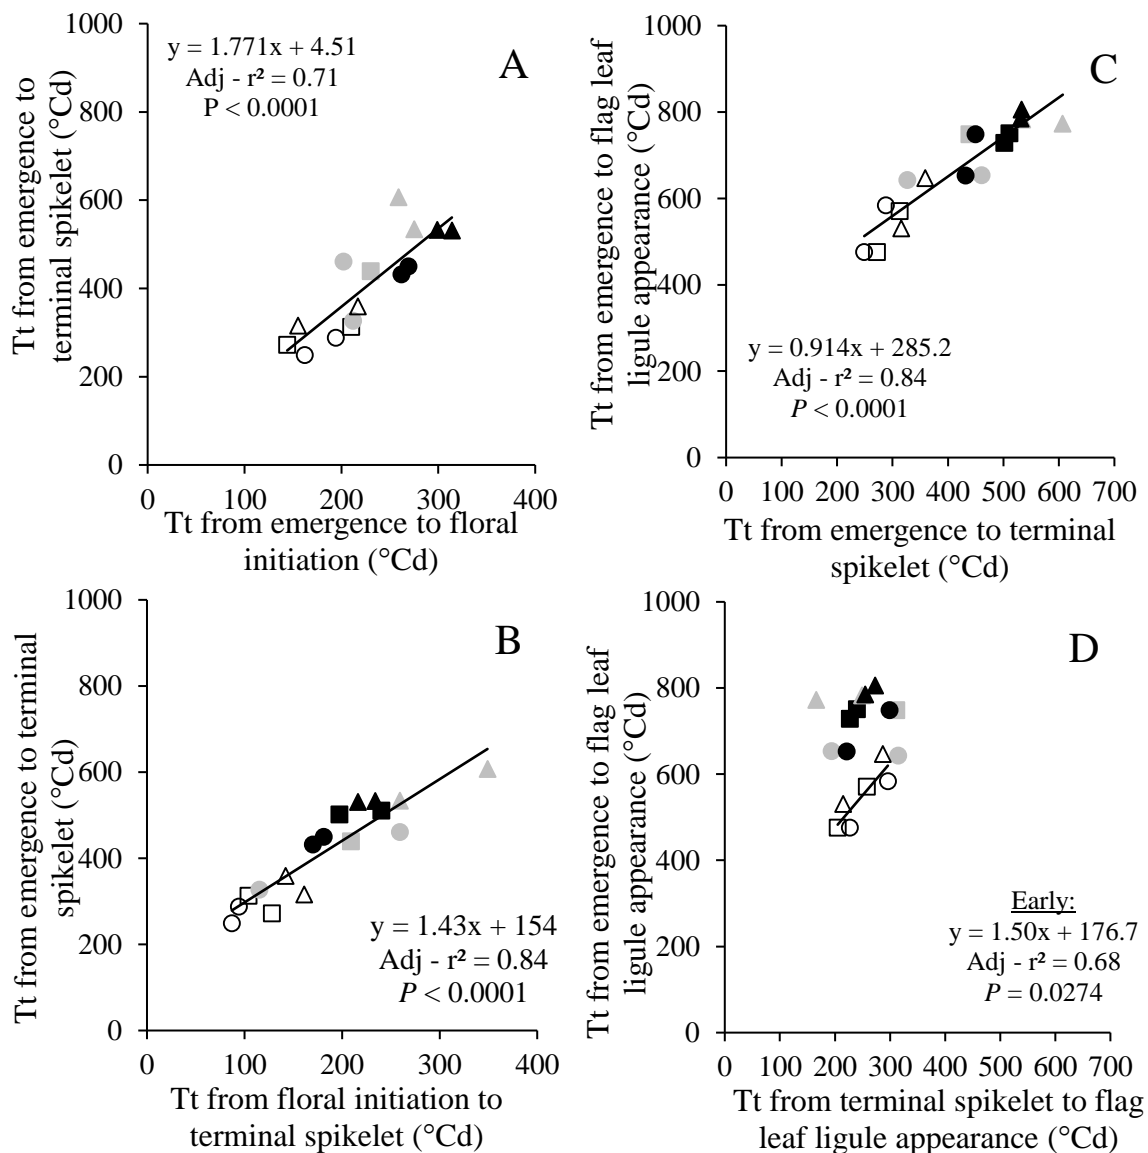 1000
800
600
400
200
0
0
100
200
300
400
Tt from emergence to
terminal spikelet (°Cd)
y = 1.771x + 4.51
Adj - r² = 0.71
P < 0.0001
A
Tt from emergence to floral
initiation (°Cd)
1000
800
600
400
200
0
0
100
200
300
400
Tt from emergence to terminal
spikelet (°Cd)
B
y = 1.43x + 154
Adj - r² = 0.84
P < 0.0001
Tt from floral initiation to
terminal spikelet (°Cd)
1000
800
600
400
200
0
0 100 200 300 400 500 600 700
Tt from emergence to flag leaf
ligule appearance (°Cd)
C
y = 0.914x + 285.2
Adj - r² = 0.84
P < 0.0001
Tt from emergence to terminal
spikelet (°Cd)
1000
800
600
400
200
0
0 100 200 300 400 500 600 700
Tt from emergence to flag leaf
ligule appearance (°Cd)
D
Early:
y = 1.50x + 176.7
Adj - r² = 0.68
P = 0.0274
Tt from terminal spikelet to flag
leaf ligule appearance (°Cd)